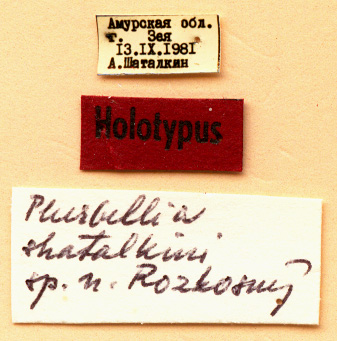 Амурская обл.
г. Зея
13.IX.1981
А.Шаталкин
Holotypus
Pherbellia
shatalkini
sp. n. Rozkošný